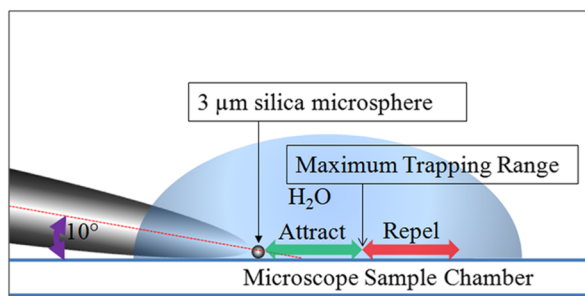 3 µm silica microsphere
Maximum Trapping Range
H₂O
10°
Attract
Repel
Microscope Sample Chamber